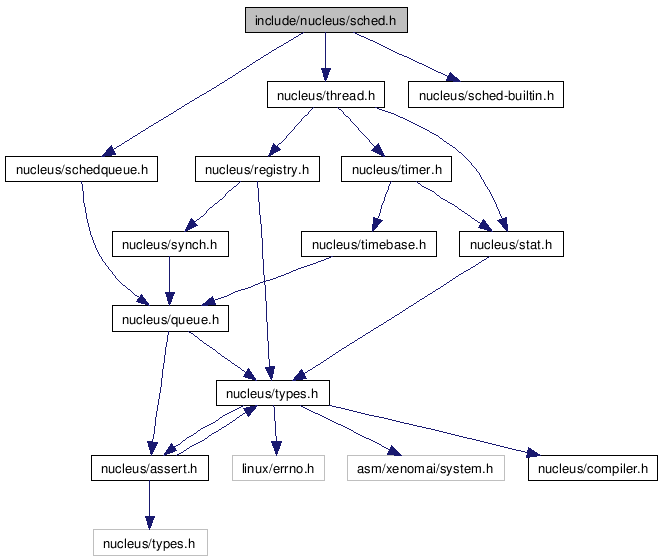 include/nucleus/sched.h
nucleus/thread.h
nucleus/sched-builtin.h
nucleus/schedqueue.h
nucleus/registry.h
nucleus/timer.h
nucleus/synch.h
nucleus/timebase.h
nucleus/stat.h
nucleus/queue.h
nucleus/types.h
nucleus/assert.h
linux/errno.h
asm/xenomai/system.h
nucleus/compiler.h
nucleus/types.h